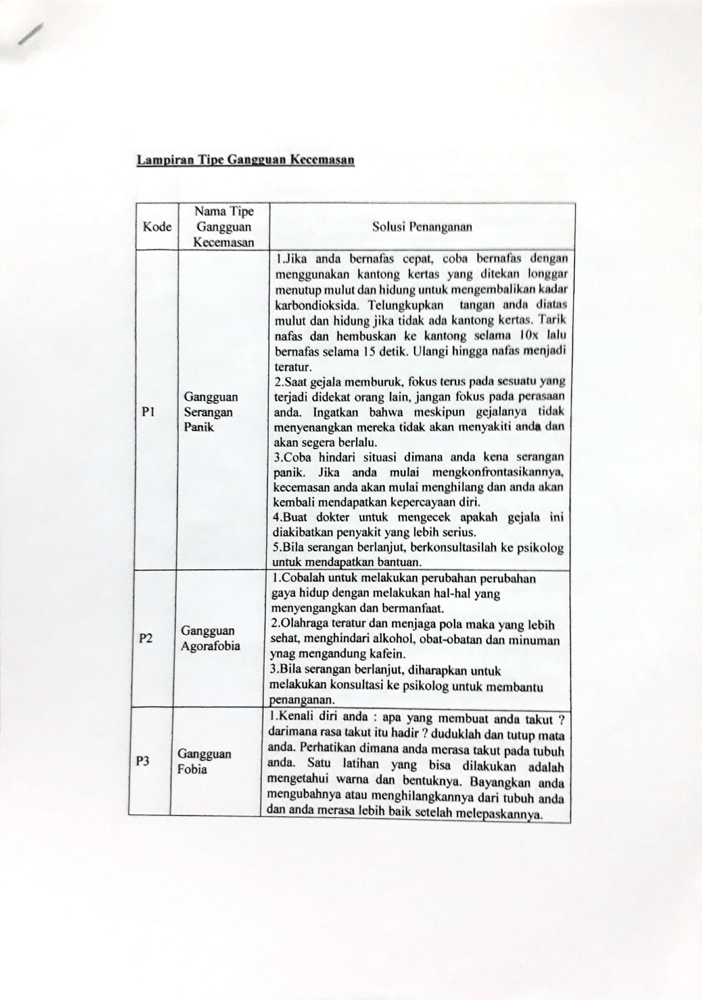 Lampiran Tipe Gangguan Kecemasan
Kode
Nama Tipe
Gangguan
Kecemasan
Solusi Penanganan
P1
Gangguan
Serangan
Panik
1.Jika anda bernafas cepat, coba bernafas dengan
menggunakan kantong kertas yang ditekan longgar
menutup mulut dan hidung untuk mengembalikan kadar
karbondioksida. Telungkupkan tangan anda diatas
mulut dan hidung jika tidak ada kantong kertas. Tarik
nafas dan hembuskan ke kantong selama 10x lalu
bernafas selama 15 detik. Ulangi hingga nafas menjadi
teratur.
2.Saat gejala memburuk, fokus terus pada sesuatu yang
terjadi didekat orang lain, jangan fokus pada perasaan
anda. Ingatkan bahwa meskipun gejalanya tidak
menyenangkan mereka tidak akan menyakiti anda dan
akan segera berlalu.
3.Coba hindari situasi dimana anda kena serangan
panik. Jika anda mulai mengkonfrontasikannya,
kecemasan anda akan mulai menghilang dan anda akan
kembali mendapatkan kepercayaan diri.
4.Buat dokter untuk mengecek apakah gejala ini
diakibatkan penyakit yang lebih serius.
5.Bila serangan berlanjut, berkonsultasilah ke psikolog
untuk mendapatkan bantuan.
P2
Gangguan
Agorafobia
1.Cobalah untuk melakukan perubahan perubahan
gaya hidup dengan melakukan hal-hal yang
menyengangkan dan bermanfaat.
2.Olahraga teratur dan menjaga pola maka yang lebih
sehat, menghindari alkohol, obat-obatan dan minuman
ynag mengandung kafein.
3.Bila serangan berlanjut, diharapkan untuk
melakukan konsultasi ke psikolog untuk membantu
penanganan.
P3
Gangguan
Fobia
1.Kenali diri anda : apa yang membuat anda takut ?
darimana rasa takut itu hadir ? duduklah dan tutup mata
anda. Perhatikan dimana anda merasa takut pada tubuh
anda. Satu latihan yang bisa dilakukan adalah
mengetahui warna dan bentuknya. Bayangkan anda
mengubahnya atau menghilangkannya dari tubuh anda
dan anda merasa lebih baik setelah melepaskannya.